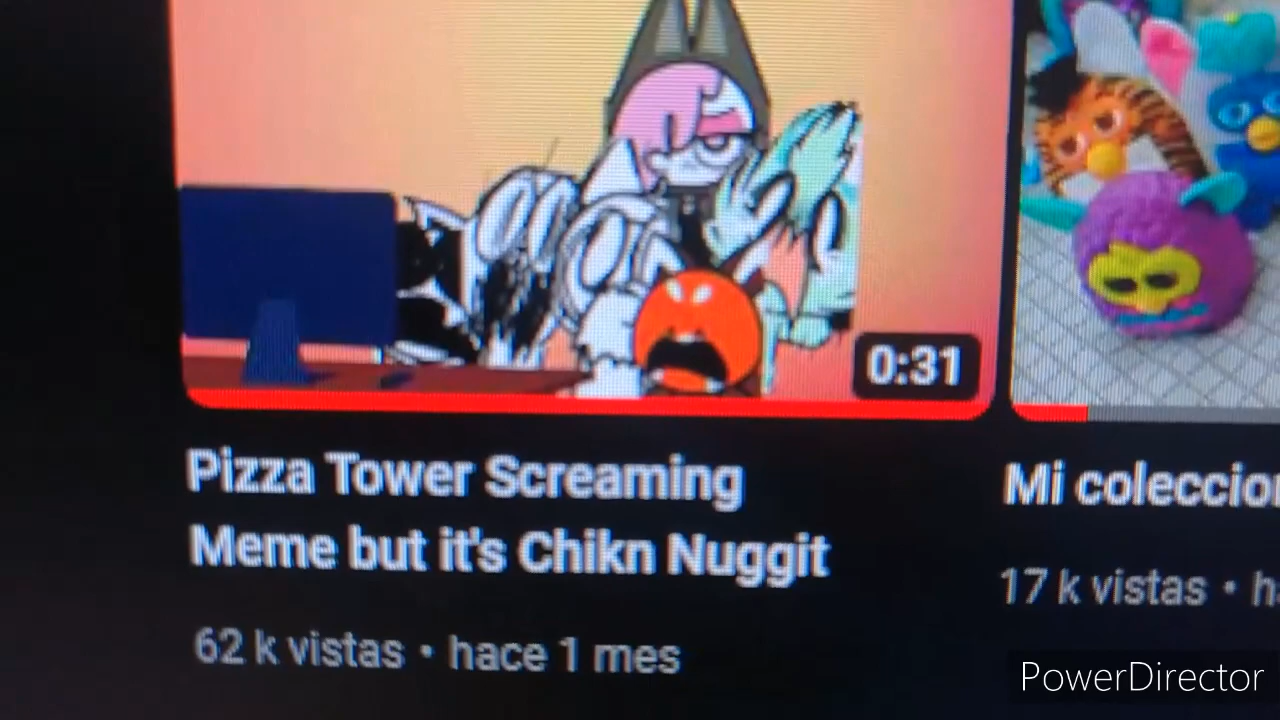 0:31
Pizza Tower Screaming
Meme but it's Chikn Nuggit
62 k vistas • hace 1 mes
Mi coleccion
17 k vistas •
PowerDirector